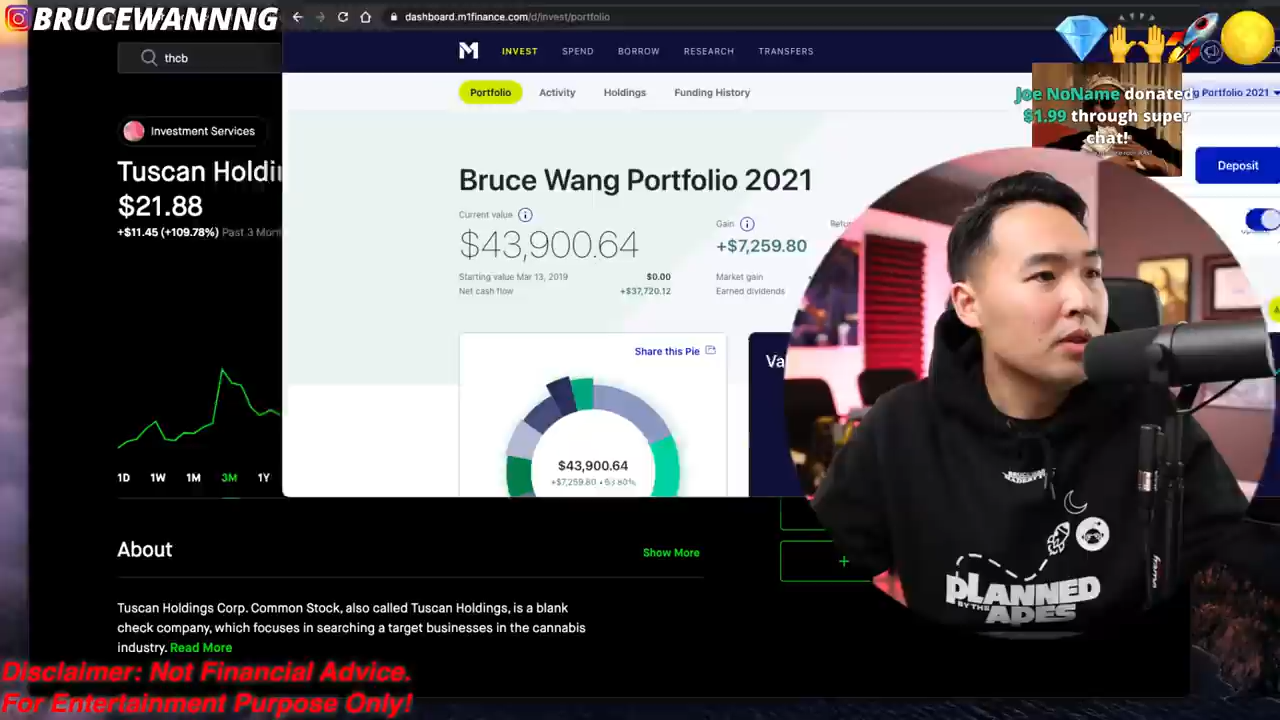 BRUCEWANNNG
dashboard.m1finance.com/d/invest/portfolio
thcb
INVEST
SPEND
BORROW
RESEARCH
TRANSFERS
Portfolio
Activity
Holdings
Funding History
Joe NoName donated
$1.99 through super
chat!
g Portfolio 2021
Deposit
Investment Services
Tuscan Holdi
$21.88
+$11.45 (+109.78%) Past 3 Mon
Bruce Wang Portfolio 2021
Current value
$43,900.64
Gain
+$7,259.80
Retu
Starting value Mar 13, 2019
$0.00
Net cash flow
+$37,720.12
Market gain
Earned dividends
Share this Pie
Va
$43,900.64
1D
1W
1M
3M
1Y
About
Show More
Tuscan Holdings Corp. Common Stock, also called Tuscan Holdings, is a blank
check company, which focuses in searching a target businesses in the cannabis
industry. Read More
PLANNED
BY THE
APES
Disclaimer: Not Financial Advice.
For Entertainment Purpose Only!